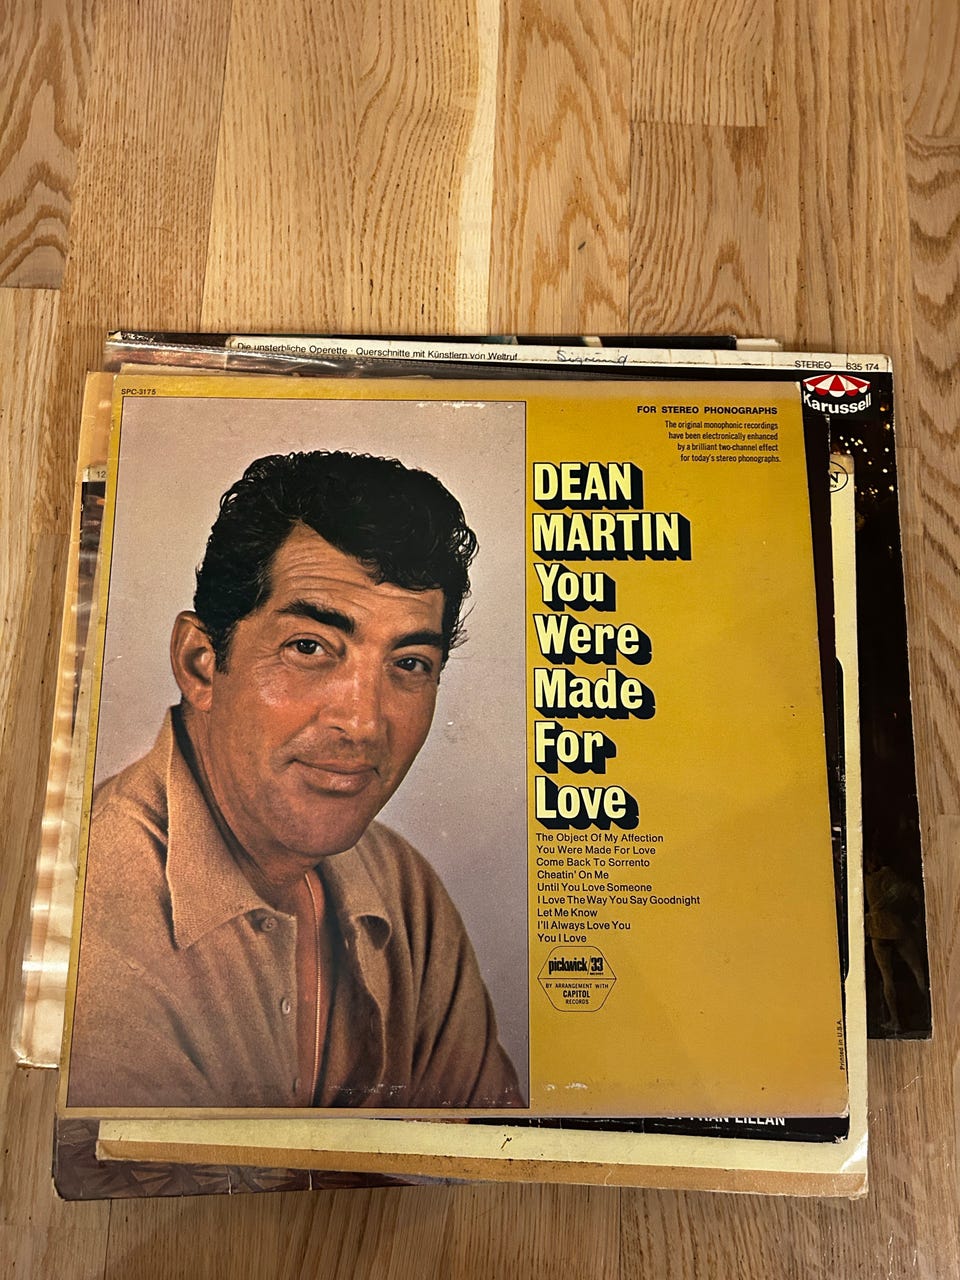 Die unsterbliche Operette · Querschnitte mit Künstlern von Weltruf
Sigrund
STEREO 635 174
Karussell
SPC-3175
FOR STEREO PHONOGRAPHS
The original monophonic recordings
have been electronically enhanced
by a brilliant two-channel effect
for today's stereo phonographs.
12
DEAN
MARTIN
You
Were
Made
For
Love
The Object Of My Affection
You Were Made For Love
Come Back To Sorrento
Cheatin' On Me
Until You Love Someone
I Love The Way You Say Goodnight
Let Me Know
I'll Always Love You
You I Love
pickwick/33
BY ARRANGEMENT WITH
CAPITOL
RECORDS
Printed in U.S.A.
LILLAN